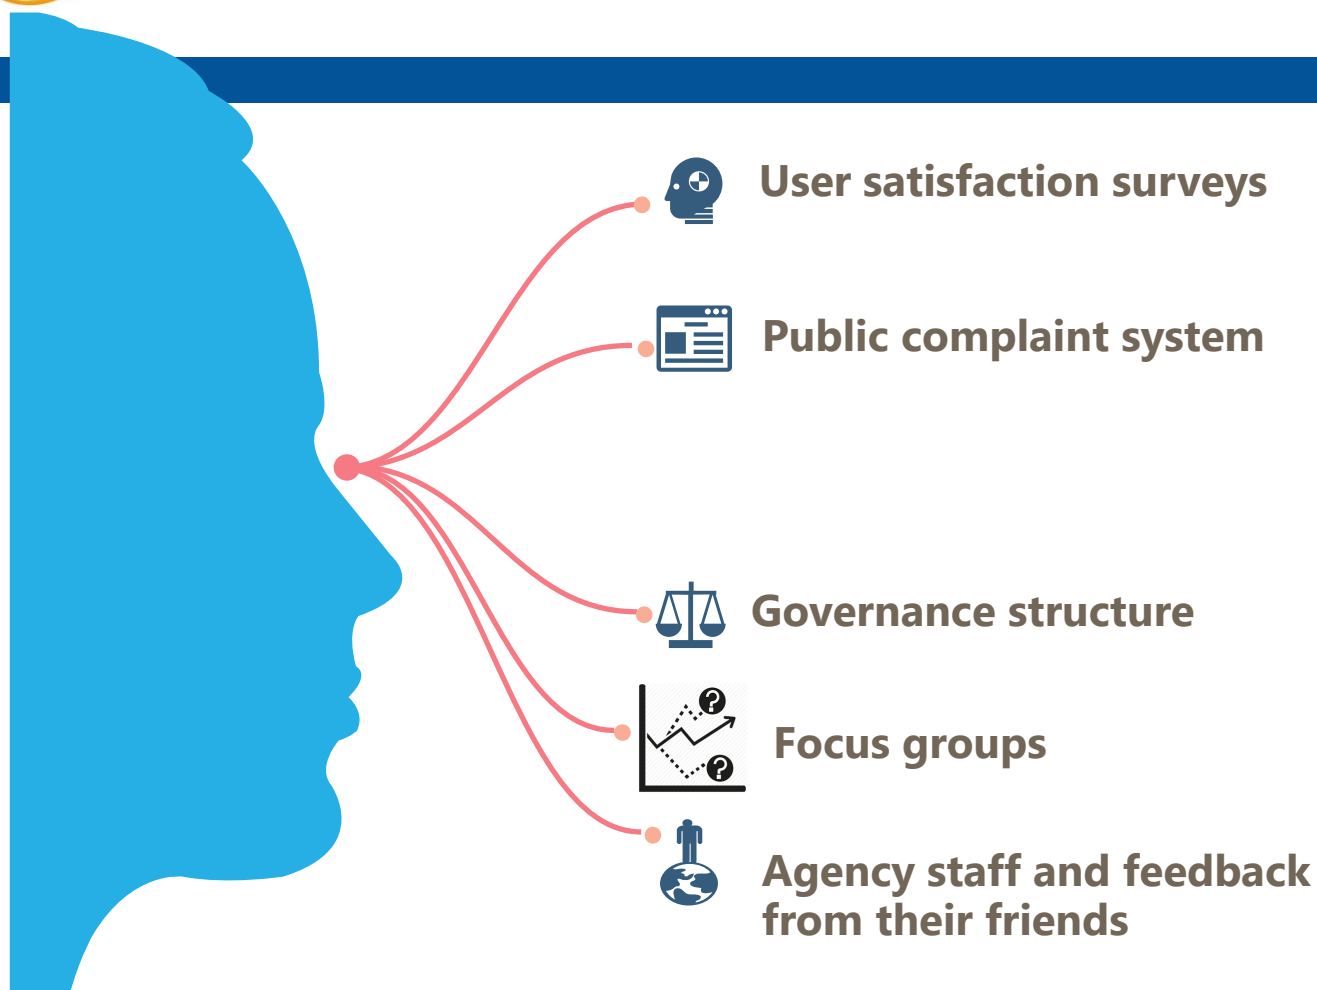 User satisfaction surveys
Public complaint system
Governance structure
?
?
Focus groups
Agency staff and feedback
from their friends